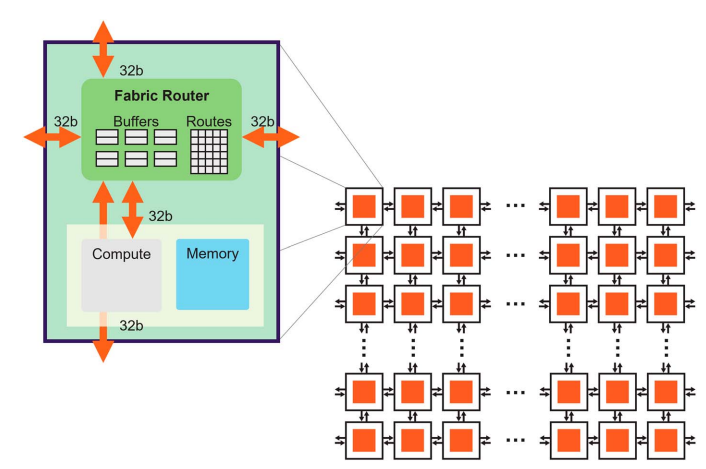 32b
Fabric Router
Buffers Routes
32b
32b
32b
Compute
Memory
32b